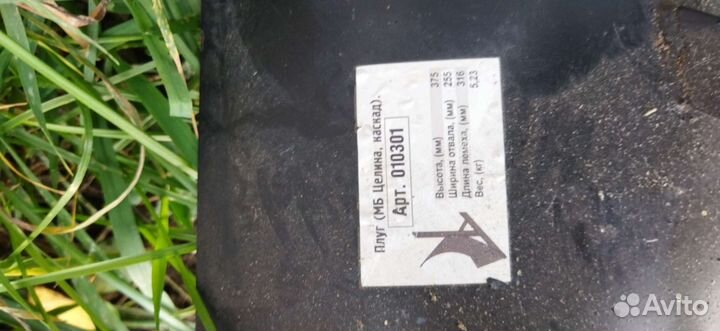 Плуг (МБ Целина, каскад).
Арт. 010301
Высота, (мм) 375
Ширина отвала, (мм) 255
Длина лемеха, (мм) 316
Вес, (кг) 5,23
Avito